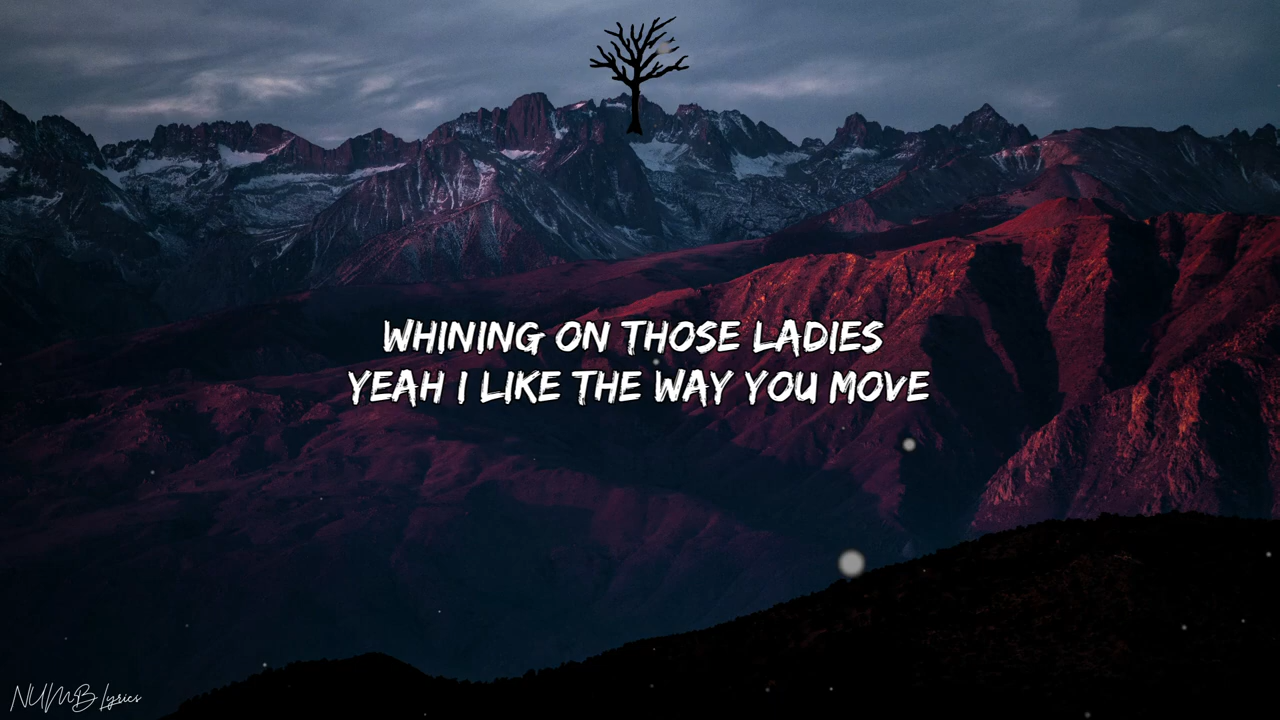 WHINING ON THOSE LADIES
YEAH I LIKE THE WAY YOU MOVE
NUMB Lyrics